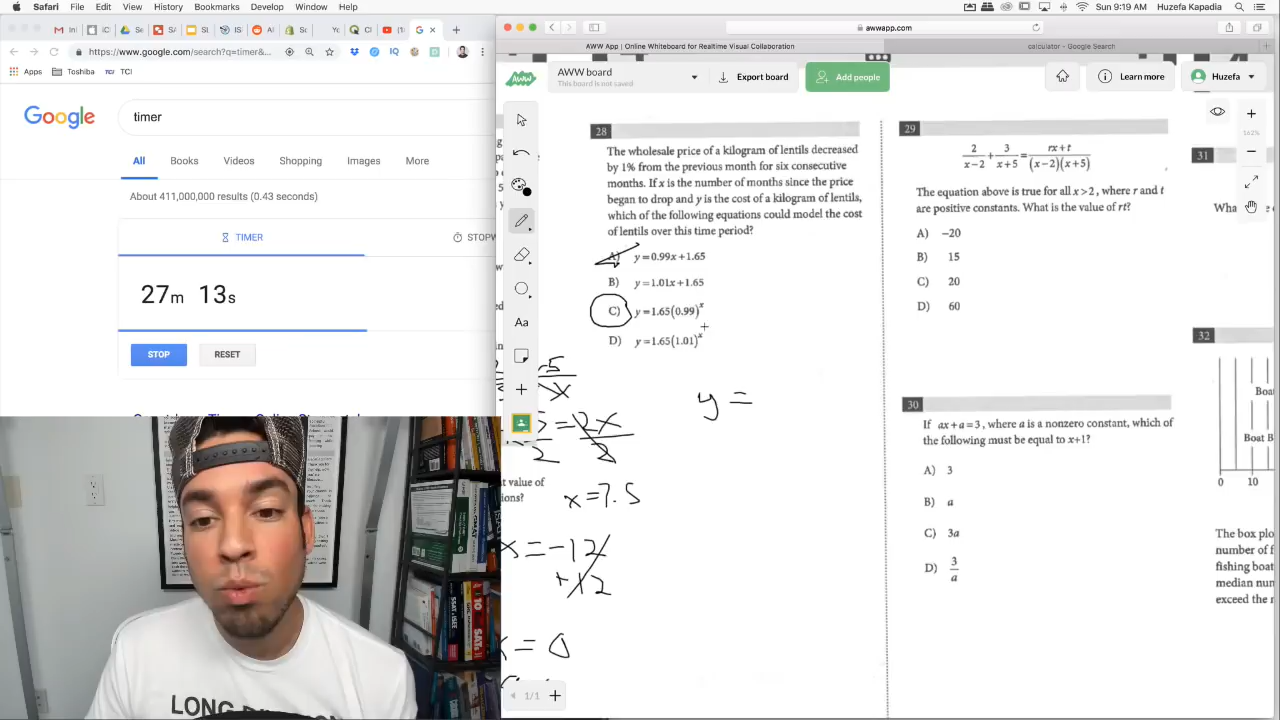 Safari File Edit View History Bookmarks Develop Window Help
Sun 9:19 AM Huzefa Kapadia
https://www.google.com/search?q=timer&...
Apps Toshiba TCI TCI
Google
timer
All Books Videos Shopping Images More
About 411,000,000 results (0.43 seconds)
TIMER
STOPW
27m 13s
STOP RESET
awwapp.com
AWW App | Online Whiteboard for Realtime Visual Collaboration
calculator - Google Search
AWW
AWW board
This board is not saved
Export board
Add people
Learn more
Huzefa
162%
Aa
1/1
28
The wholesale price of a kilogram of lentils decreased
by 1% from the previous month for six consecutive
months. If x is the number of months since the price
began to drop and y is the cost of a kilogram of lentils,
which of the following equations could model the cost
of lentils over this time period?
A) y=0.99x+1.65
B) y=1.01x+1.65
C) y=1.65(0.99)^x
D) y=1.65(1.01)^x
y =
x=7.5
x = -12
+12
x = 0
t value of
ions?
29
2/(x−2) + 3/(x+5) = (rx+t)/((x−2)(x+5))
The equation above is true for all x>2, where r and t
are positive constants. What is the value of rt?
A) −20
B) 15
C) 20
D) 60
30
If ax+a=3, where a is a nonzero constant, which of
the following must be equal to x+1?
A) 3
B) a
C) 3a
D) 3/a
31
Wha
32
Boa
Boat B
0 10
The box plo
number of f
fishing boat
median num
exceed the n
LONG DI